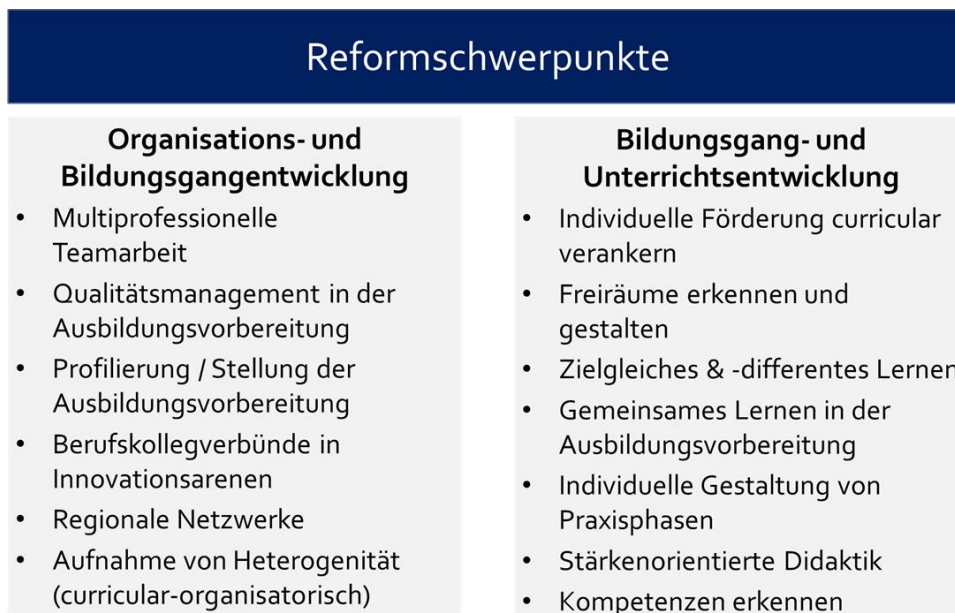 Reformschwerpunkte
Organisations- und
Bildungsgangentwicklung
• Multiprofessionelle
Teamarbeit
• Qualitätsmanagement in der
Ausbildungsvorbereitung
• Profilierung / Stellung der
Ausbildungsvorbereitung
• Berufskollegverbünde in
Innovationsarenen
• Regionale Netzwerke
• Aufnahme von Heterogenität
(curricular-organisatorisch)
Bildungsgang- und
Unterrichtsentwicklung
• Individuelle Förderung curricular
verankern
• Freiräume erkennen und
gestalten
• Zielgleiches & -differentes Lernen
• Gemeinsames Lernen in der
Ausbildungsvorbereitung
• Individuelle Gestaltung von
Praxisphasen
• Stärkenorientierte Didaktik
• Kompetenzen erkennen